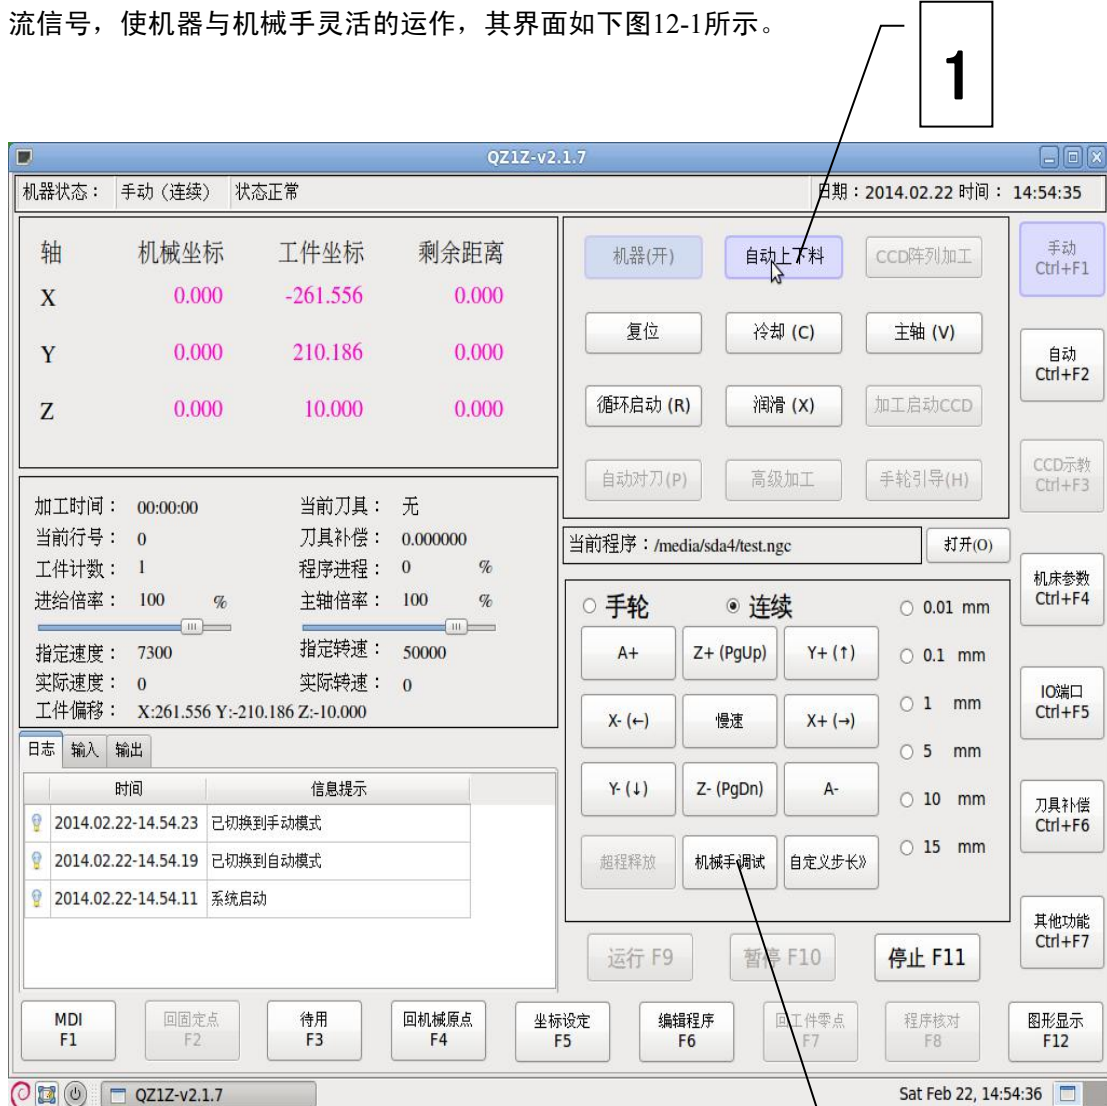 流信号，使机器与机械手灵活的运作，其界面如下图12-1所示。
1
QZ1Z-v2.1.7
机器状态： 手动（连续） 状态正常 日期：2014.02.22 时间： 14:54:35
轴 机械坐标 工件坐标 剩余距离
X 0.000 -261.556 0.000
Y 0.000 210.186 0.000
Z 0.000 10.000 0.000
机器(开) 自动上下料 CCD阵列加工
复位 冷却 (C) 主轴 (V)
循环启动 (R) 润滑 (X) 加工启动CCD
自动对刀(P) 高级加工 手轮引导(H)
手动
Ctrl+F1
自动
Ctrl+F2
CCD示教
Ctrl+F3
机床参数
Ctrl+F4
IO端口
Ctrl+F5
刀具补偿
Ctrl+F6
其他功能
Ctrl+F7
加工时间： 00:00:00 当前刀具： 无
当前行号： 0 刀具补偿： 0.000000
工件计数： 1 程序进程： 0 %
进给倍率： 100 % 主轴倍率： 100 %
指定速度： 7300 指定转速： 50000
实际速度： 0 实际转速： 0
工件偏移： X:261.556 Y:-210.186 Z:-10.000
当前程序：/media/sda4/test.ngc 打开(O)
手轮 连续 0.01 mm
A+ Z+ (PgUp) Y+ (↑) 0.1 mm
X- (←) 慢速 X+ (→) 1 mm
5 mm
Y- (↓) Z- (PgDn) A- 10 mm
超程释放 机械手调试 自定义步长》 15 mm
日志 输入 输出
时间 信息提示
2014.02.22-14.54.23 已切换到手动模式
2014.02.22-14.54.19 已切换到自动模式
2014.02.22-14.54.11 系统启动
运行 F9 暂停 F10 停止 F11
MDI
F1
回固定点
F2
待用
F3
回机械原点
F4
坐标设定
F5
编辑程序
F6
回工件零点
F7
程序核对
F8
图形显示
F12
QZ1Z-v2.1.7 Sat Feb 22, 14:54:36